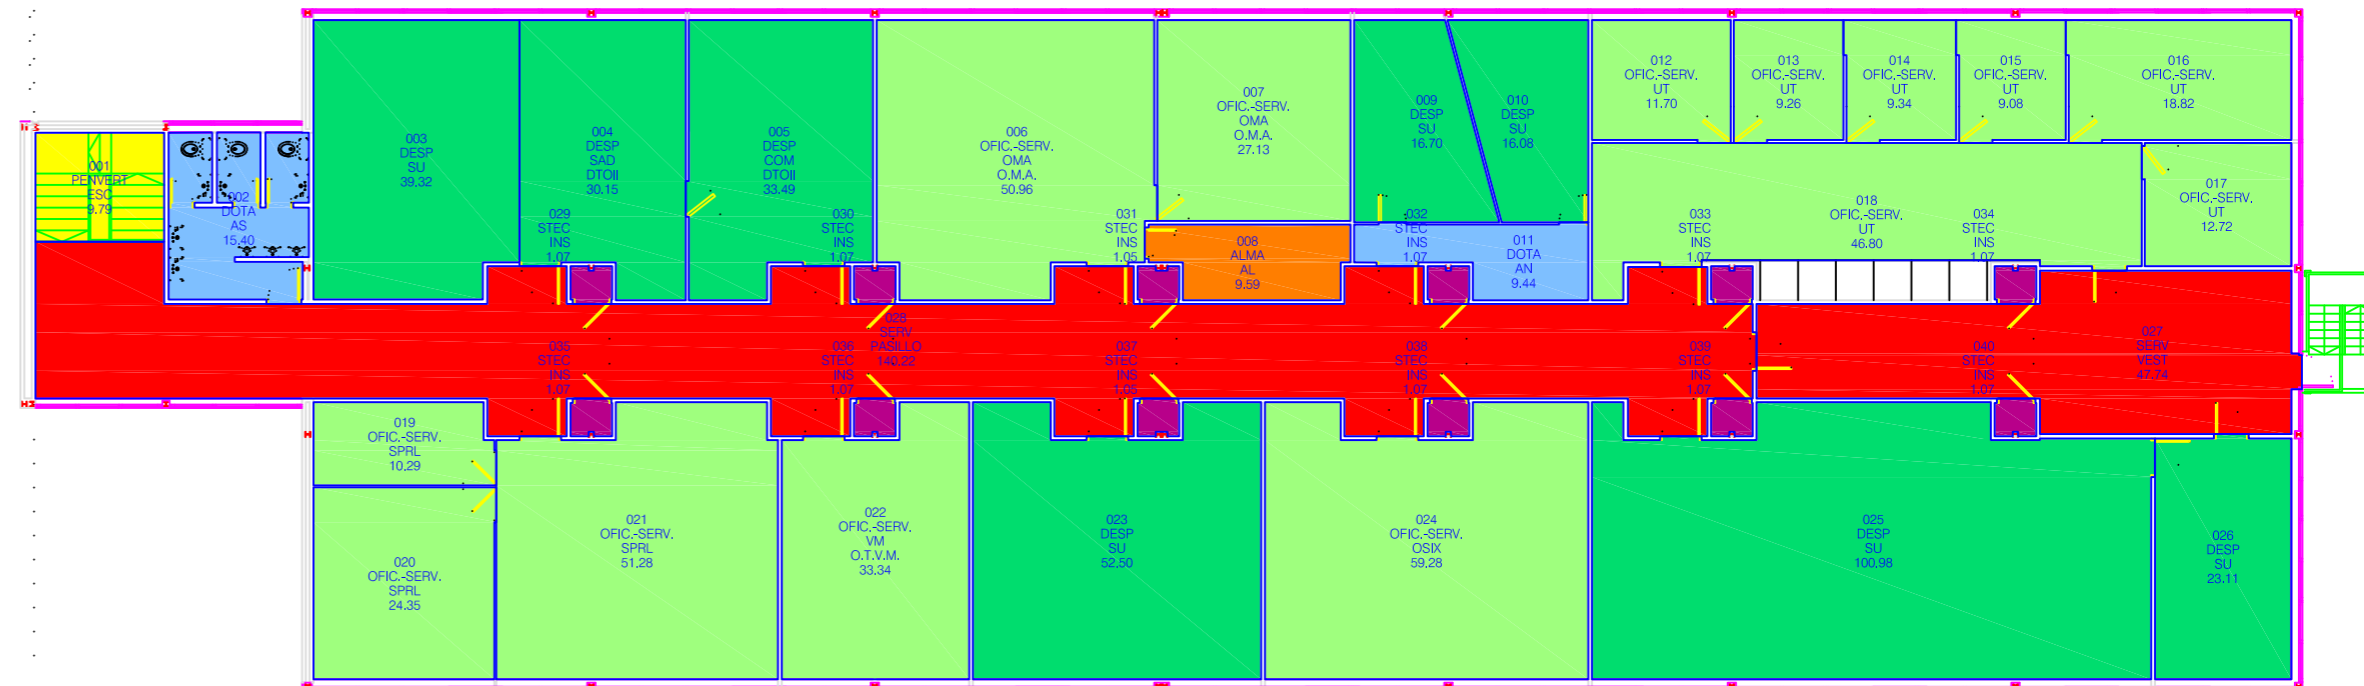 001
PENVERT
ESC
9.79
002
DOTA
AS
15.40
003
DESP
SU
39.32
004
DESP
SAD
DTOII
30.15
005
DESP
COM
DTOII
33.49
006
OFIC.-SERV.
OMA
O.M.A.
50.96
007
OFIC.-SERV.
OMA
O.M.A.
27.13
008
ALMA
AL
9.59
009
DESP
SU
16.70
010
DESP
SU
16.08
011
DOTA
AN
9.44
012
OFIC.-SERV.
UT
11.70
013
OFIC.-SERV.
UT
9.26
014
OFIC.-SERV.
UT
9.34
015
OFIC.-SERV.
UT
9.08
016
OFIC.-SERV.
UT
18.82
017
OFIC.-SERV.
UT
12.72
018
OFIC.-SERV.
UT
46.80
029
STEC
INS
1.07
030
STEC
INS
1.07
031
STEC
INS
1.05
032
STEC
INS
1.07
033
STEC
INS
1.07
034
STEC
INS
1.07
028
SERV
PASILLO
140.22
027
SERV
VEST
47.74
035
STEC
INS
1.07
036
STEC
INS
1.07
037
STEC
INS
1.05
038
STEC
INS
1.07
039
STEC
INS
1.07
040
STEC
INS
1.07
019
OFIC.-SERV.
SPRL
10.29
020
OFIC.-SERV.
SPRL
24.35
021
OFIC.-SERV.
SPRL
51.28
022
OFIC.-SERV.
VM
O.T.V.M.
33.34
023
DESP
SU
52.50
024
OFIC.-SERV.
OSIX
59.28
025
DESP
SU
100.98
026
DESP
SU
23.11